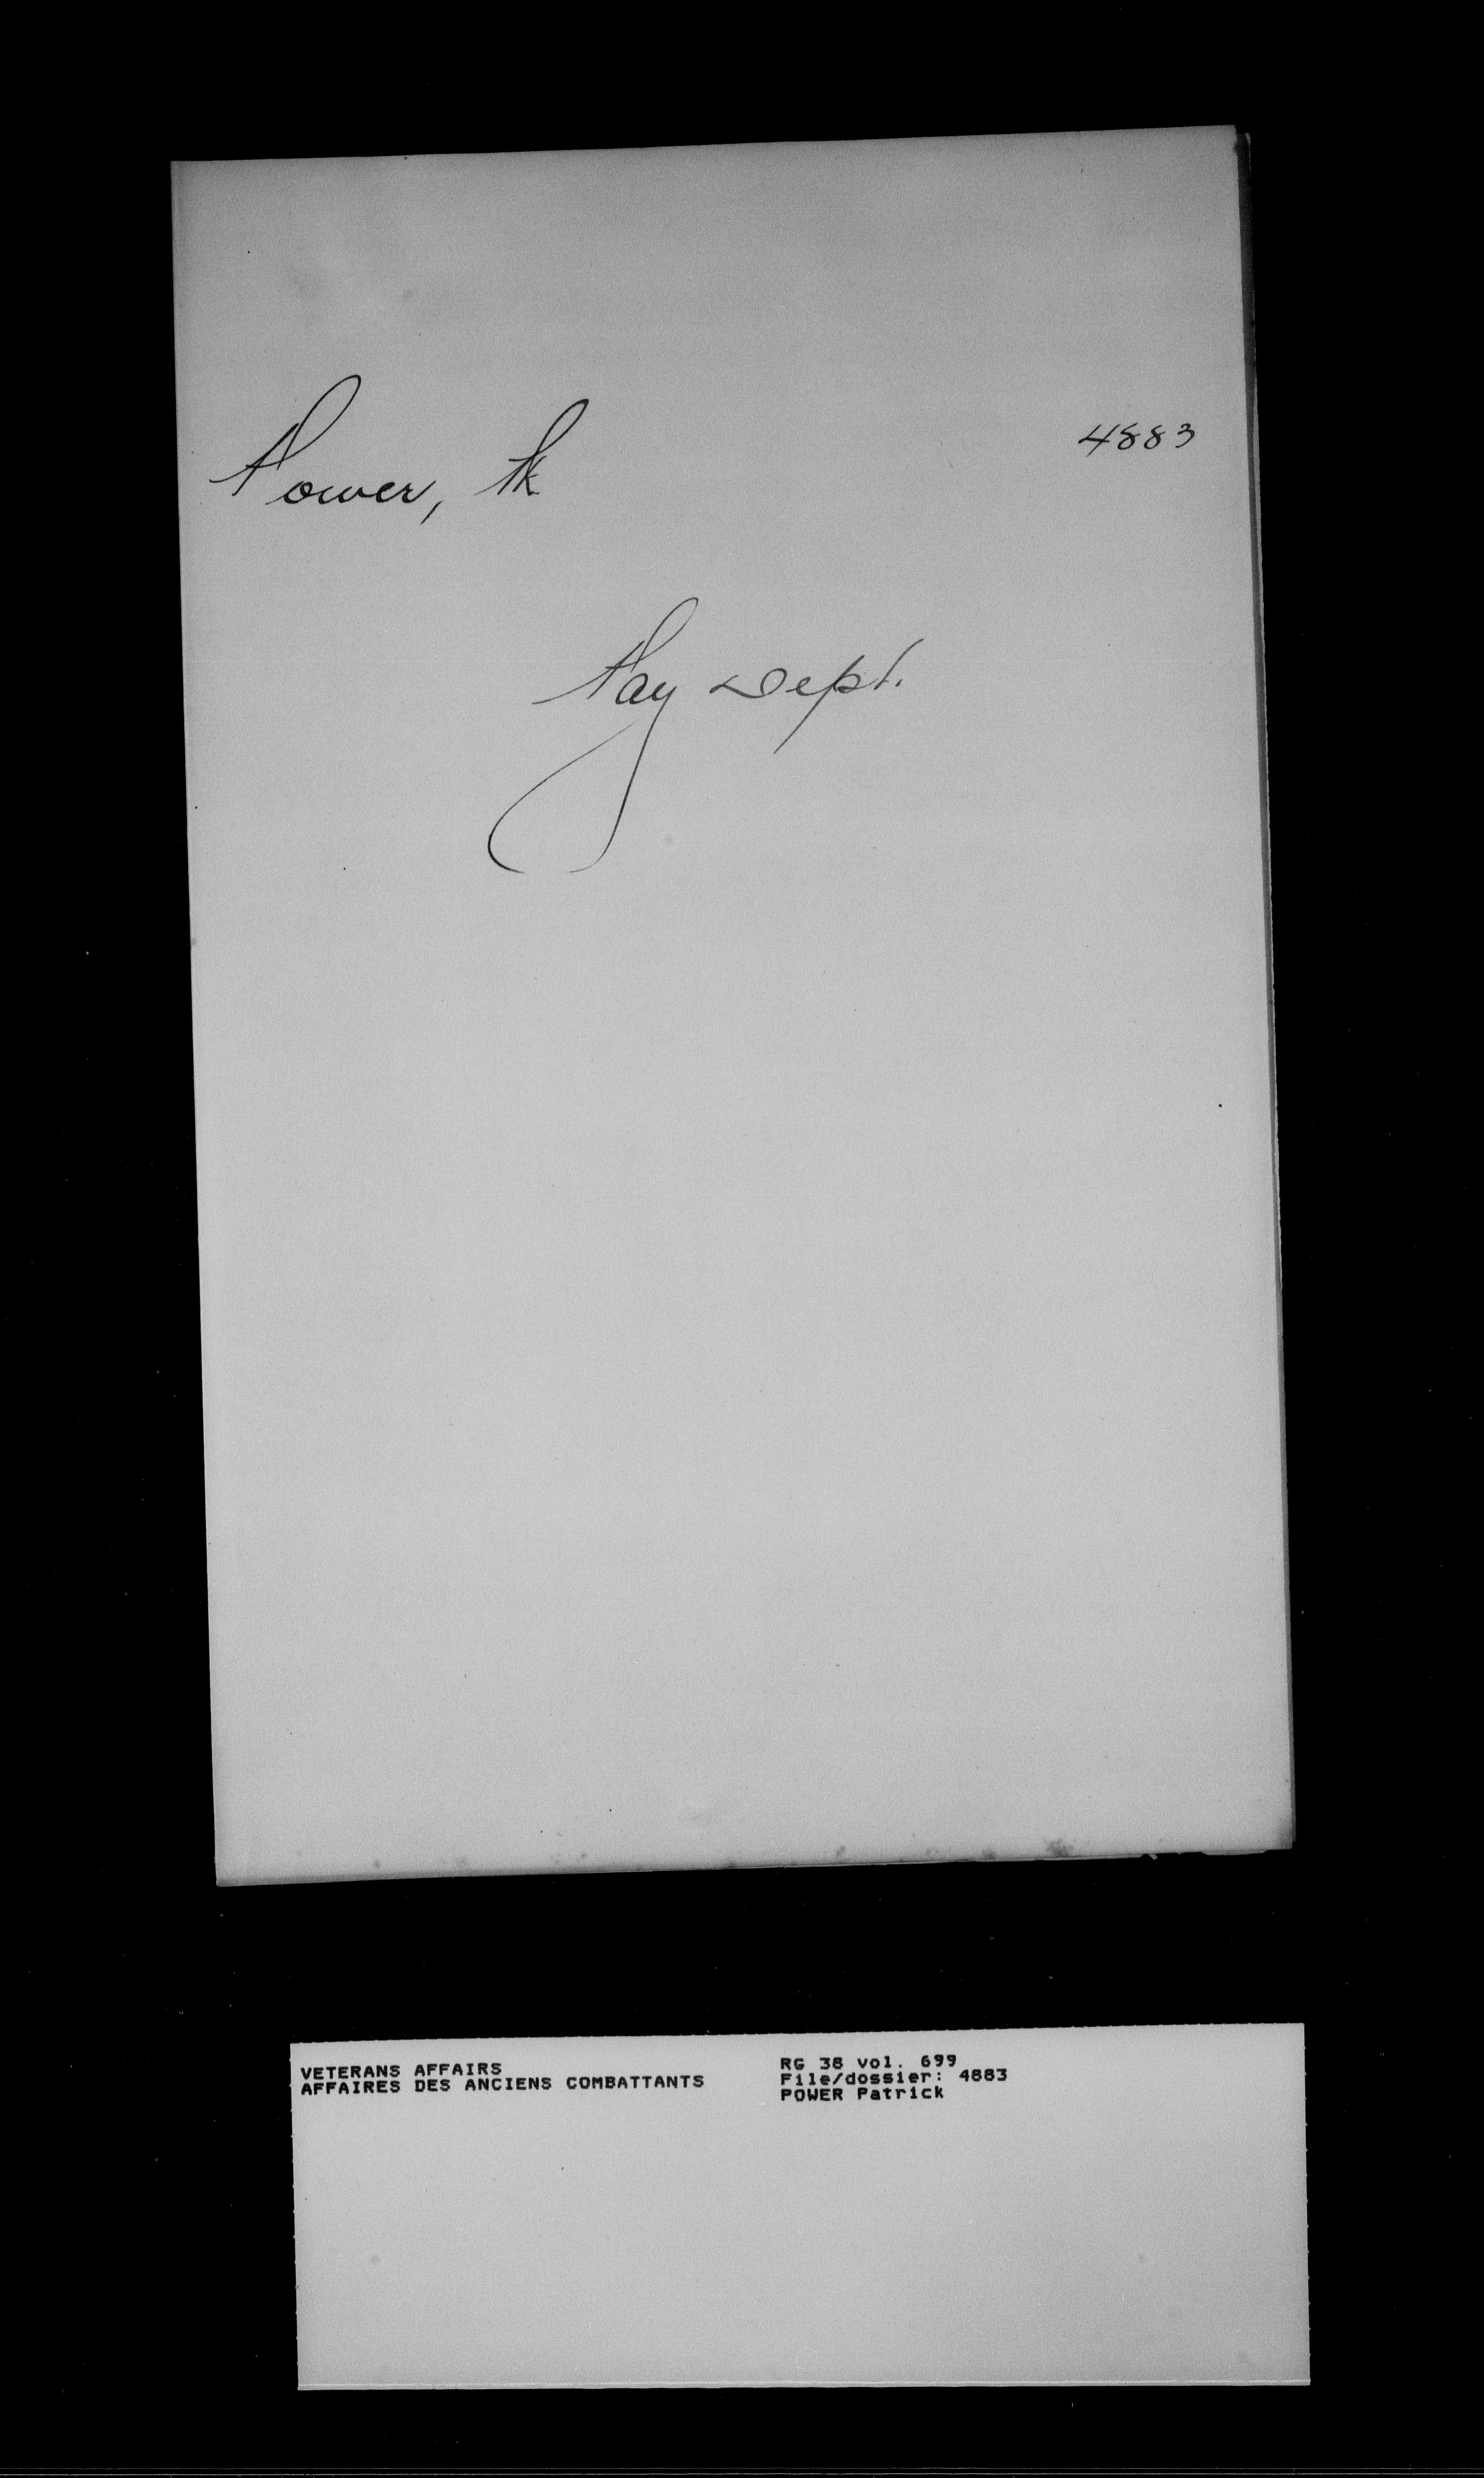 Power, Pk
4883
Pay Dept.
VETERANS AFFAIRS
AFFAIRES DES ANCIENS COMBATTANTS
RG 38 vol. 699
File/dossier: 4883
POWER Patrick